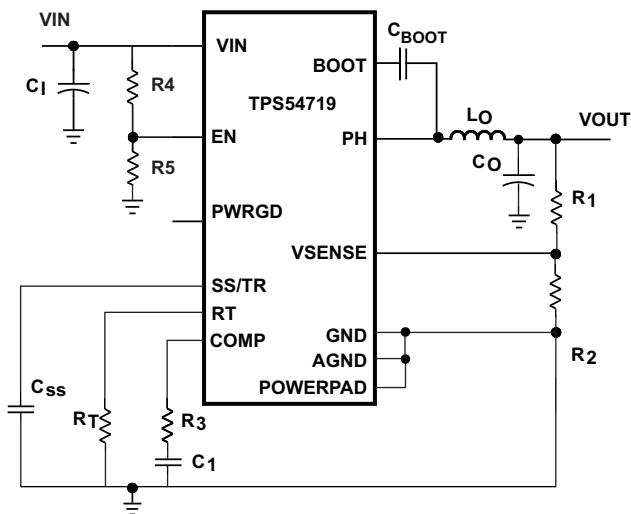 VIN
VIN
CBOOT
BOOT
CI
R4
TPS54719
LO
VOUT
EN
PH
R5
CO
R1
PWRGD
VSENSE
SS/TR
RT
GND
COMP
AGND
R2
CSS
POWERPAD
RT
R3
C1